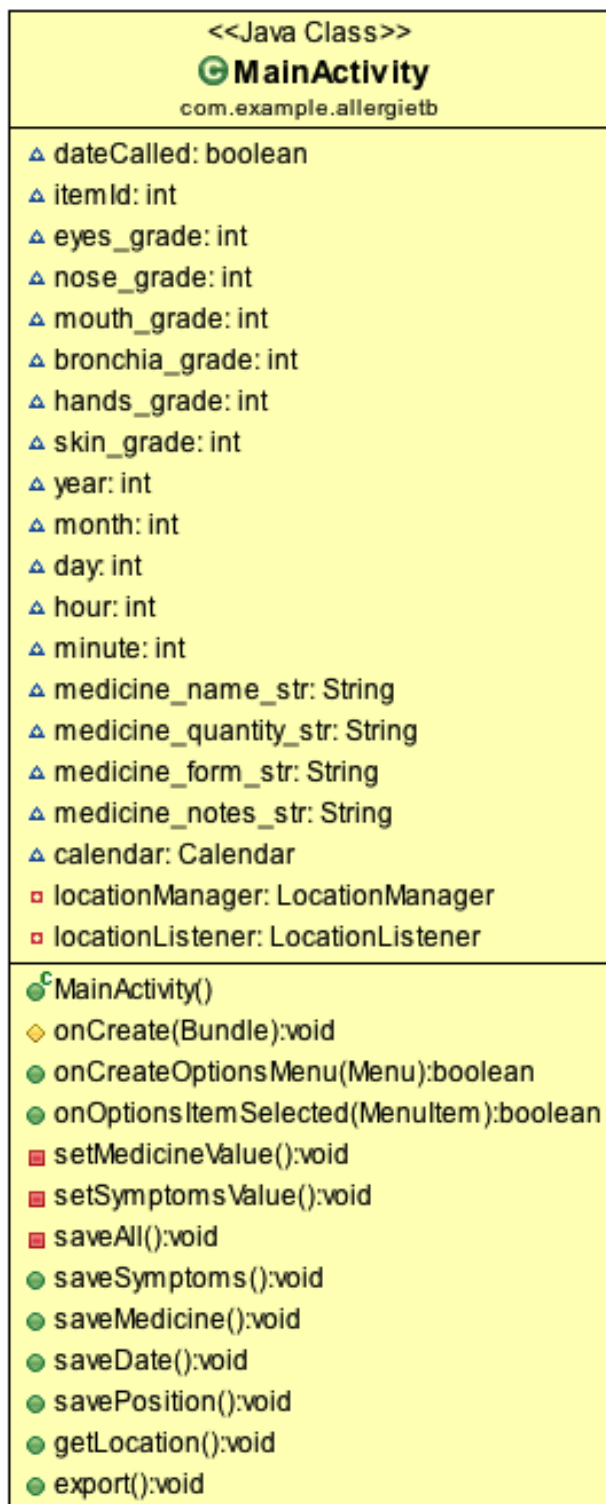 <<Java Class>>
MainActivity
com.example.allergietb
dateCalled: boolean
itemId: int
eyes_grade: int
nose_grade: int
mouth_grade: int
bronchia_grade: int
hands_grade: int
skin_grade: int
year: int
month: int
day: int
hour: int
minute: int
medicine_name_str: String
medicine_quantity_str: String
medicine_form_str: String
medicine_notes_str: String
calendar: Calendar
locationManager: LocationManager
locationListener: LocationListener
MainActivity()
onCreate(Bundle):void
onCreateOptionsMenu(Menu):boolean
onOptionsItemSelected(MenuItem):boolean
setMedicineValue():void
setSymptomsValue():void
saveAll():void
saveSymptoms():void
saveMedicine():void
saveDate():void
savePosition():void
getLocation():void
export():void